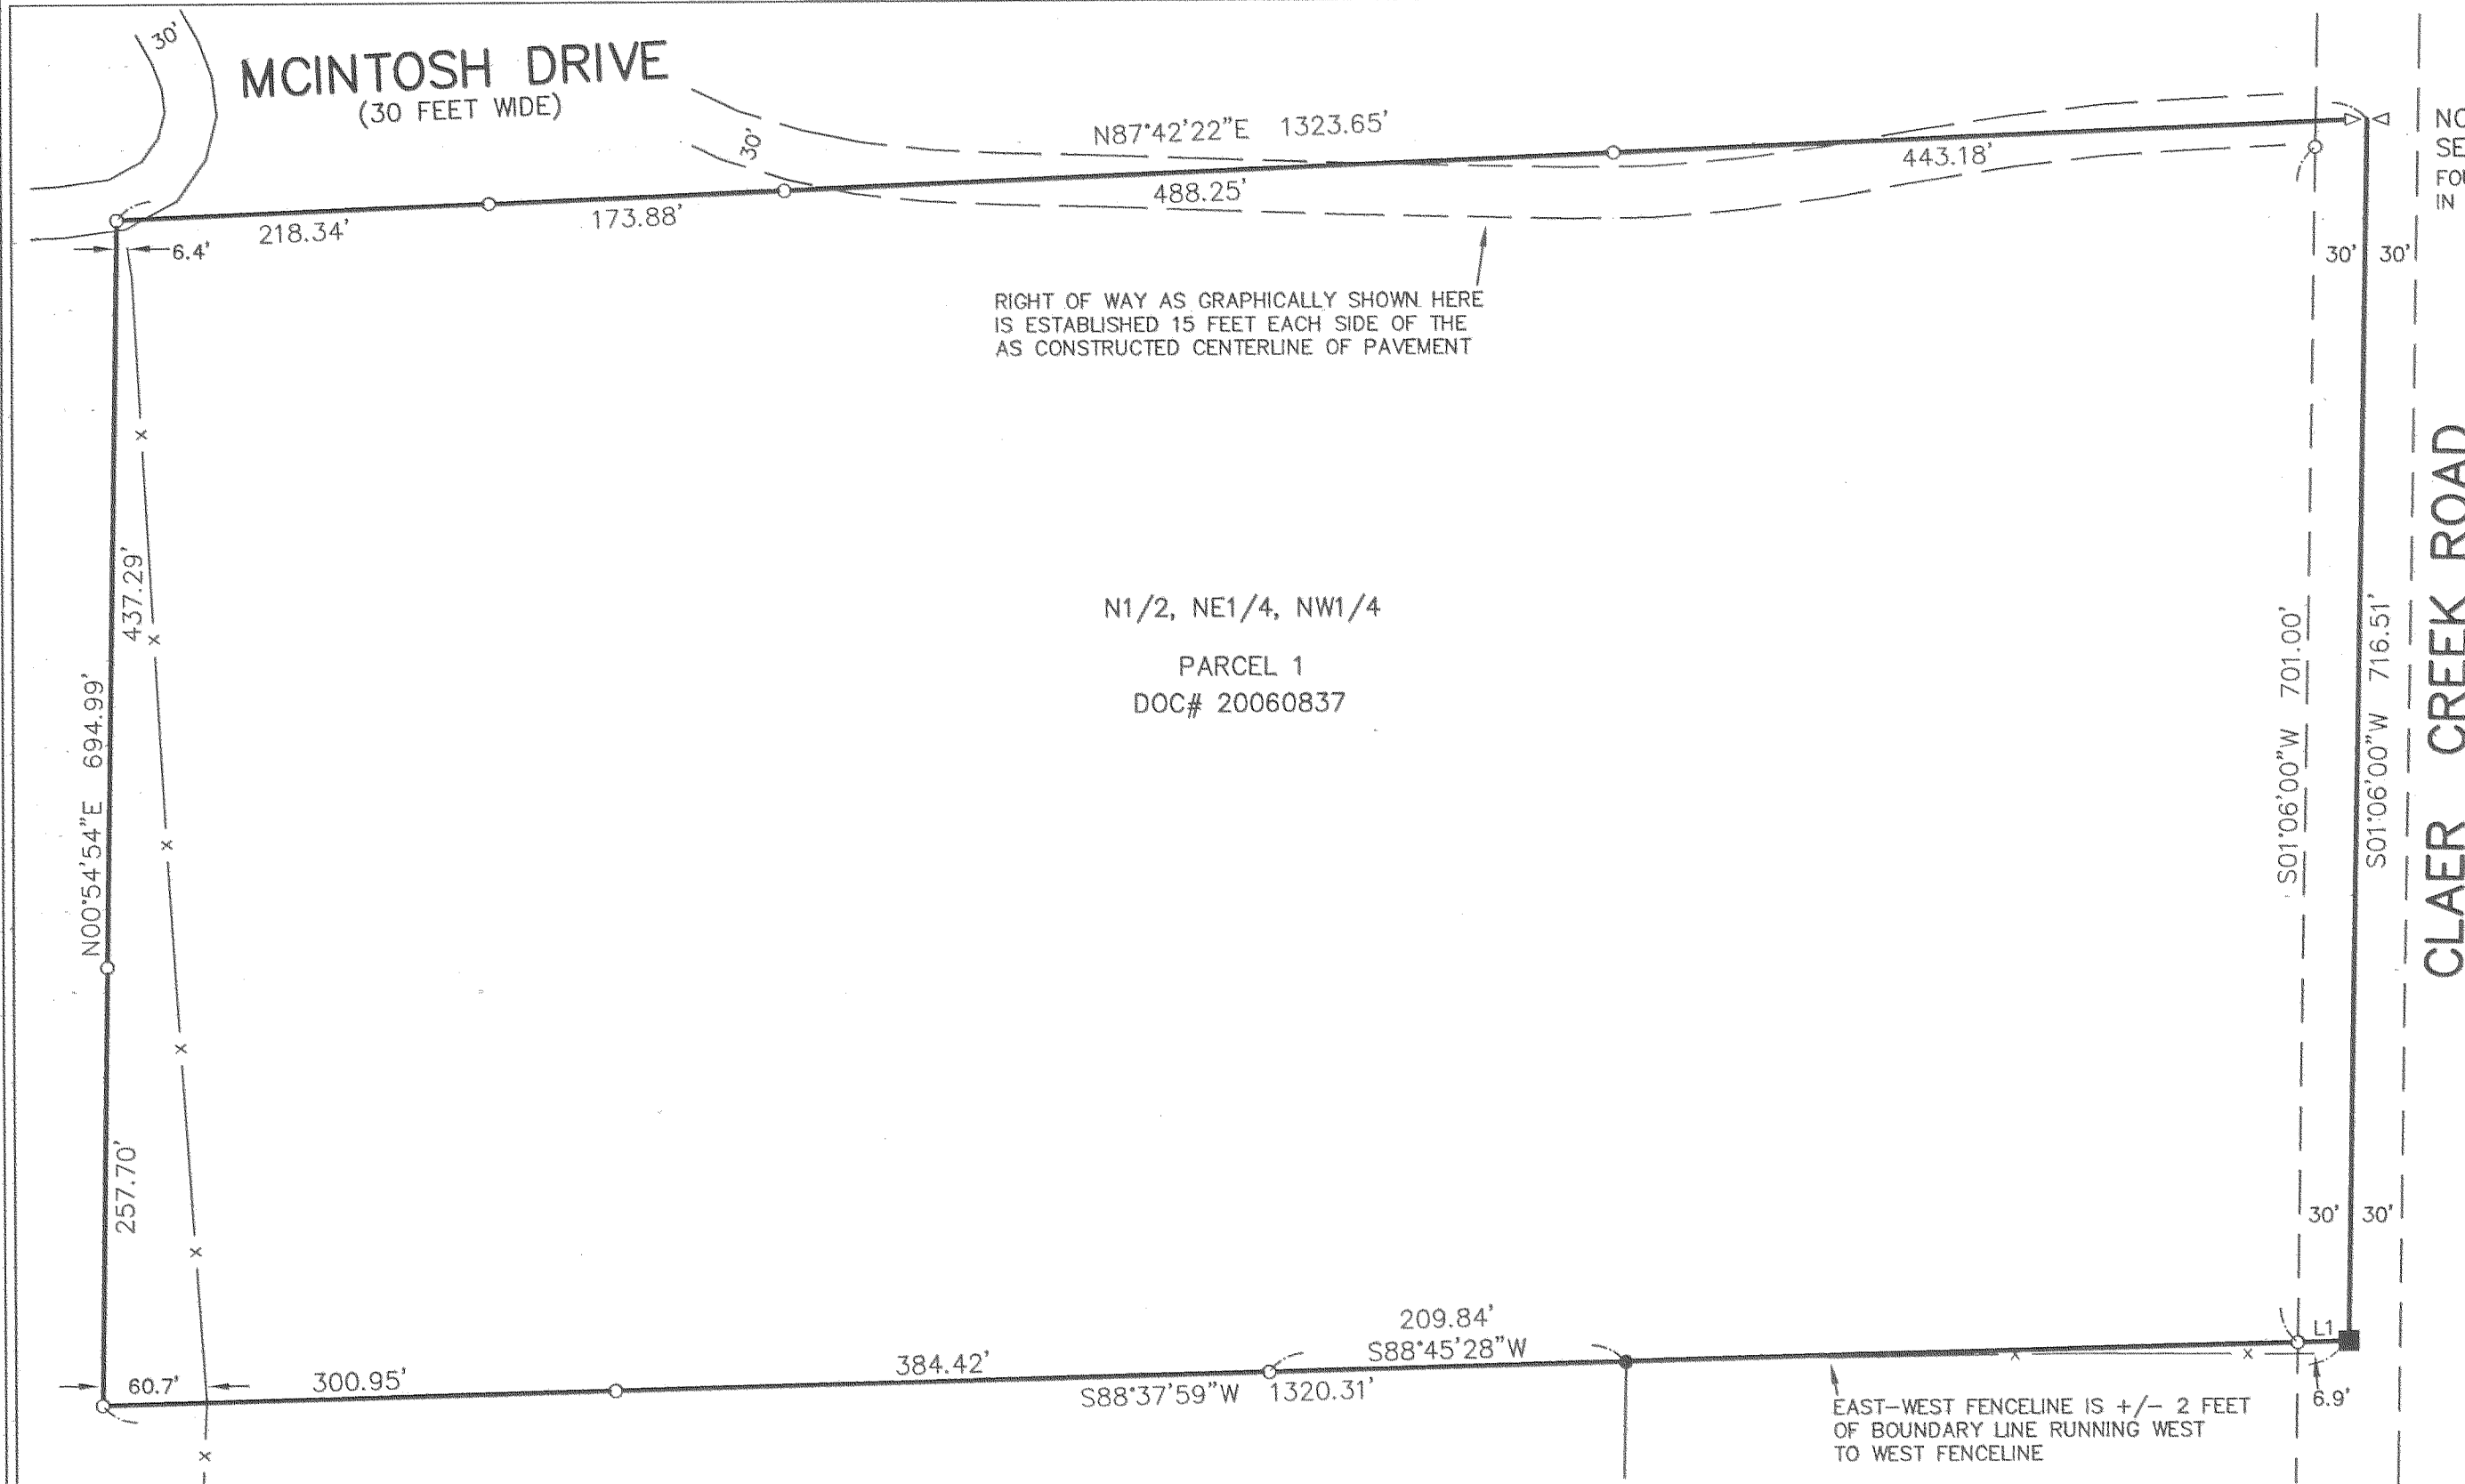 30'
MCINTOSH DRIVE
(30 FEET WIDE)
30'
N87°42'22"E 1323.65'
443.18'
488.25'
173.88'
218.34'
6.4'
NO
SE
FOU
IN
30' 30'
RIGHT OF WAY AS GRAPHICALLY SHOWN HERE
IS ESTABLISHED 15 FEET EACH SIDE OF THE
AS CONSTRUCTED CENTERLINE OF PAVEMENT
437.29'
N00°54'54"E 694.99'
257.70'
N1/2, NE1/4, NW1/4
PARCEL 1
DOC# 20060837
S01°06'00"W 701.00'
S01°06'00"W 716.51'
CLAER CREEK ROAD
30' 30'
L1
209.84'
S88°45'28"W
384.42'
S88°37'59"W 1320.31'
300.95'
60.7'
6.9'
EAST-WEST FENCELINE IS +/- 2 FEET
OF BOUNDARY LINE RUNNING WEST
TO WEST FENCELINE
x
x
x
x
x
x
x
x